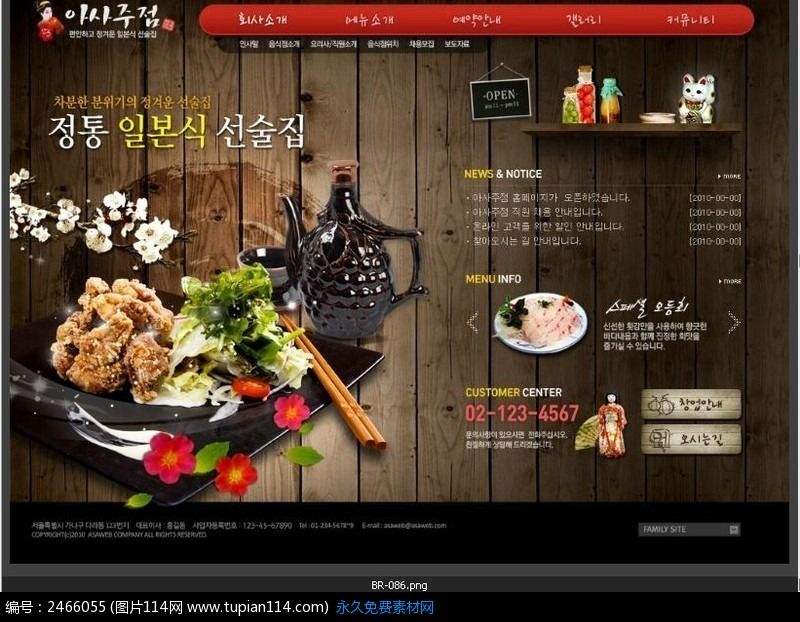 아사주점
편안하고 정겨운 일본식 선술집
회사소개 메뉴소개 예약안내 갤러리 커뮤니티
인사말 음식점소개 요리사/직원소개 음식점위치 채용모집 보도자료
차분한 분위기의 정겨운 선술집
정통 일본식 선술집
·OPEN·
NEWS & NOTICE ▶ MORE
· 아사주점 홈페이지가 오픈하였습니다. [2010-00-00]
· 아사주점 직원 채용 안내입니다. [2010-00-00]
· 온라인 고객을 위한 할인 안내입니다. [2010-00-00]
· 찾아오시는 길 안내입니다. [2010-00-00]
MENU INFO ▶ MORE
스페셜 모듬회
신선한 횟감만을 사용하여 향긋한
바다내음과 함께 진정한 회맛을
즐기실 수 있습니다.
CUSTOMER CENTER
02-123-4567
문의사항이 있으시면 전화주십시오.
친절하게 상담해 드리겠습니다.
창업안내
오시는길
서울특별시 가나구 다라동 123번지 대표이사 : 홍길동 사업자등록번호 : 123-45-67890 Tel : 01-234-5678~9 E-mail : asaweb@asaweb.com
COPYRIGHT(c)2010 ASAWEB COMPANY ALL RIGHTS RESERVED.
FAMILY SITE
BR-086.png
编号：2466055 (图片114网 www.tupian114.com) 永久免费素材网